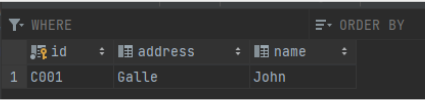 WHERE ORDER BY
id address name
1 C001 Galle John